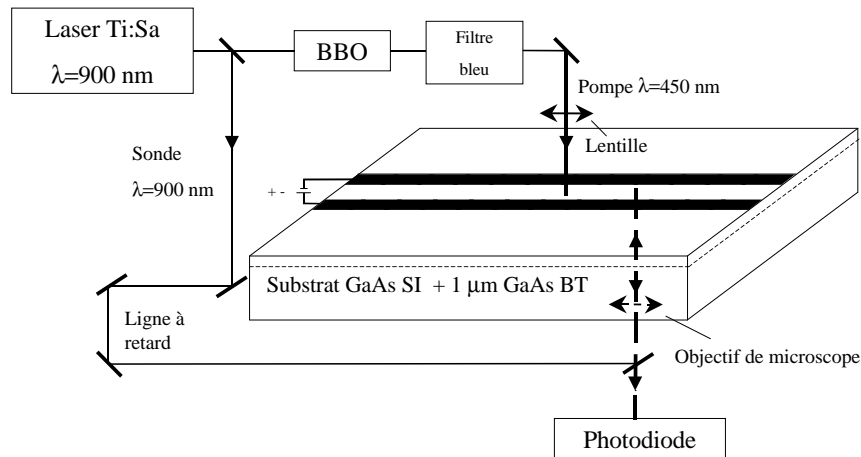 Laser Ti:Sa
λ=900 nm
BBO
Filtre
bleu
Pompe λ=450 nm
Lentille
Sonde
λ=900 nm
+ -
Substrat GaAs SI + 1 μm GaAs BT
Ligne à
retard
Objectif de microscope
Photodiode